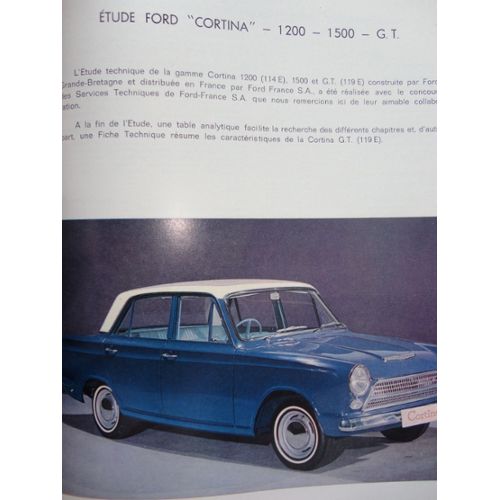 ÉTUDE FORD "CORTINA" – 1200 – 1500 – G.T.
L'Etude technique de la gamme Cortina 1200 (114 E), 1500 et G.T. (119 E) construite par Ford
Grande-Bretagne et distribuée en France par Ford France S.A., a été réalisée avec le concou
des Services Techniques de Ford-France S.A. que nous remercions ici de leur aimable collab
ation.
A la fin de l'Etude, une table analytique facilite la recherche des différents chapitres et, d'aut
part, une Fiche Technique résume les caractéristiques de la Cortina G.T. (119 E).
Cortina